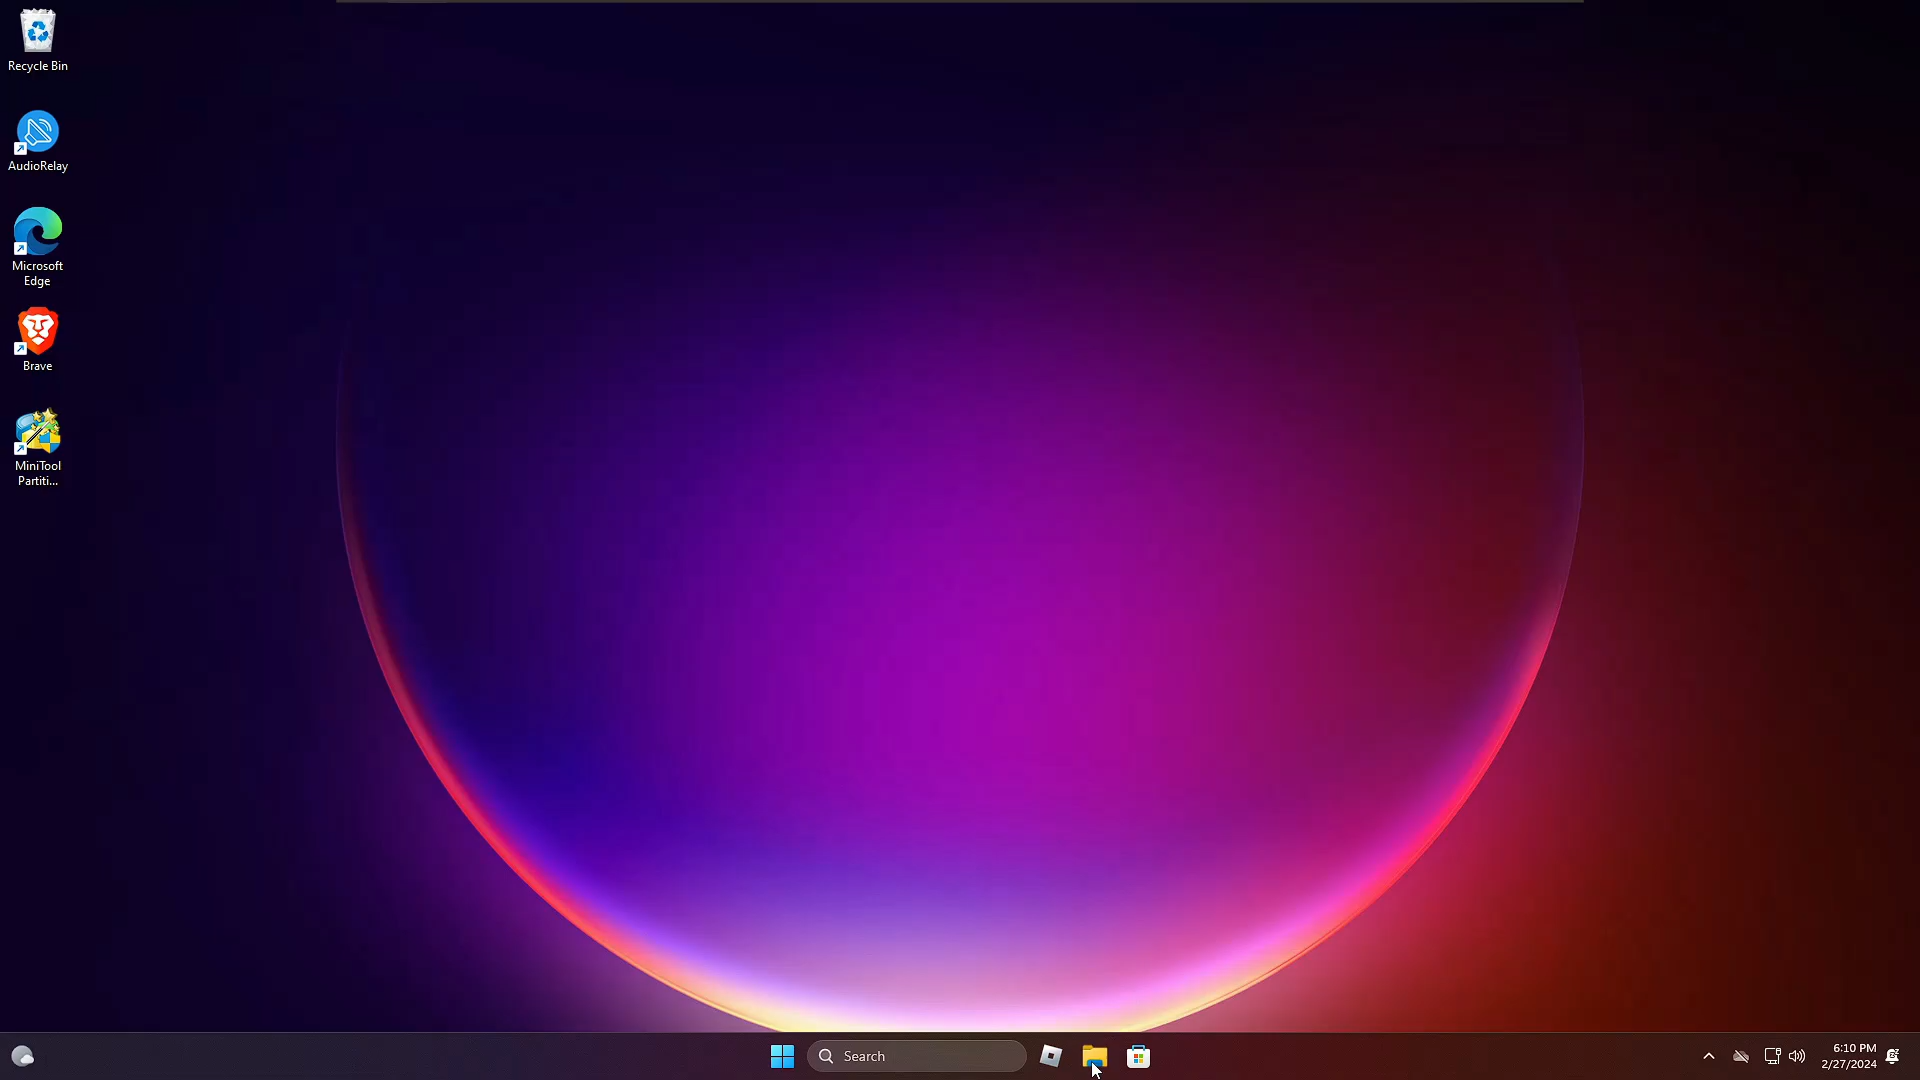 Recycle Bin
AudioRelay
Microsoft
Edge
Brave
MiniTool
Partiti...
Search
6:10 PM
2/27/2024